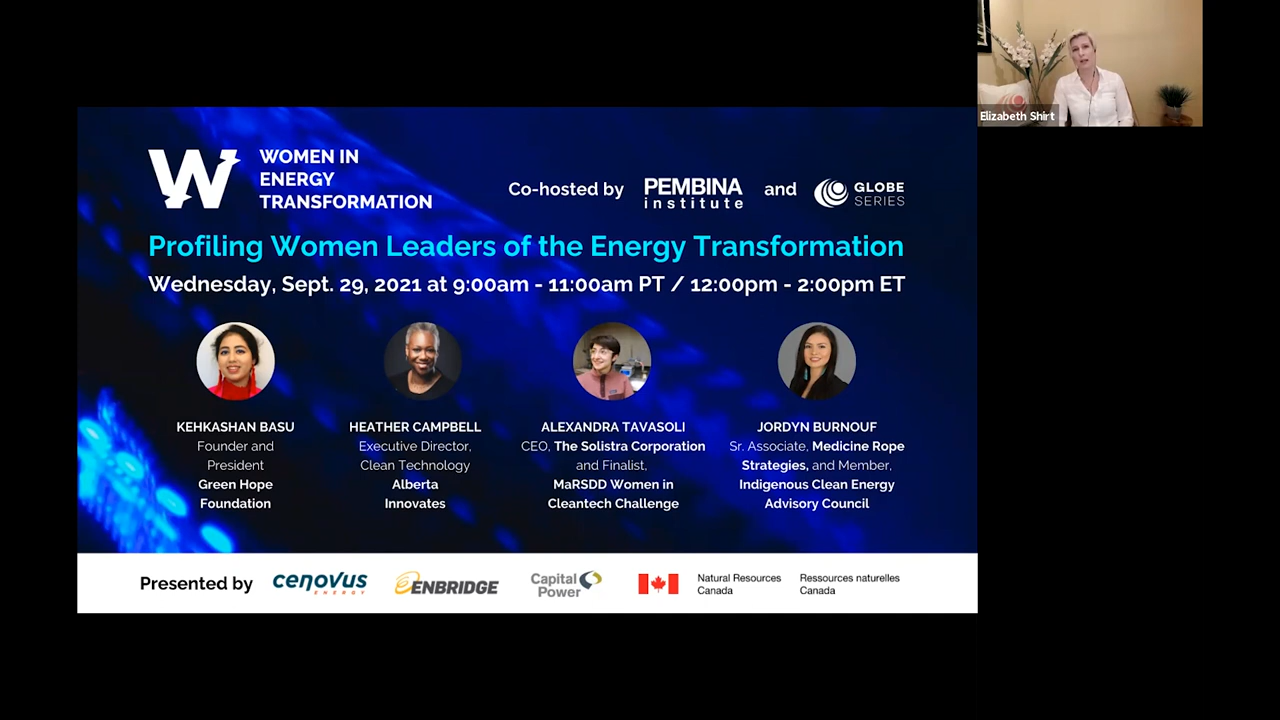 Elizabeth Shirt
W
WOMEN IN
ENERGY
TRANSFORMATION
Co-hosted by PEMBINA institute and GLOBE SERIES
Profiling Women Leaders of the Energy Transformation
Wednesday, Sept. 29, 2021 at 9:00am - 11:00am PT / 12:00pm - 2:00pm ET
KEHKASHAN BASU
Founder and
President
Green Hope
Foundation
HEATHER CAMPBELL
Executive Director,
Clean Technology
Alberta
Innovates
ALEXANDRA TAVASOLI
CEO, The Solistra Corporation
and Finalist,
MaRSDD Women in
Cleantech Challenge
JORDYN BURNOUF
Sr. Associate, Medicine Rope
Strategies, and Member,
Indigenous Clean Energy
Advisory Council
Presented by
cenovus
ENERGY
ENBRIDGE
Capital
Power
Natural Resources
Canada
Ressources naturelles
Canada